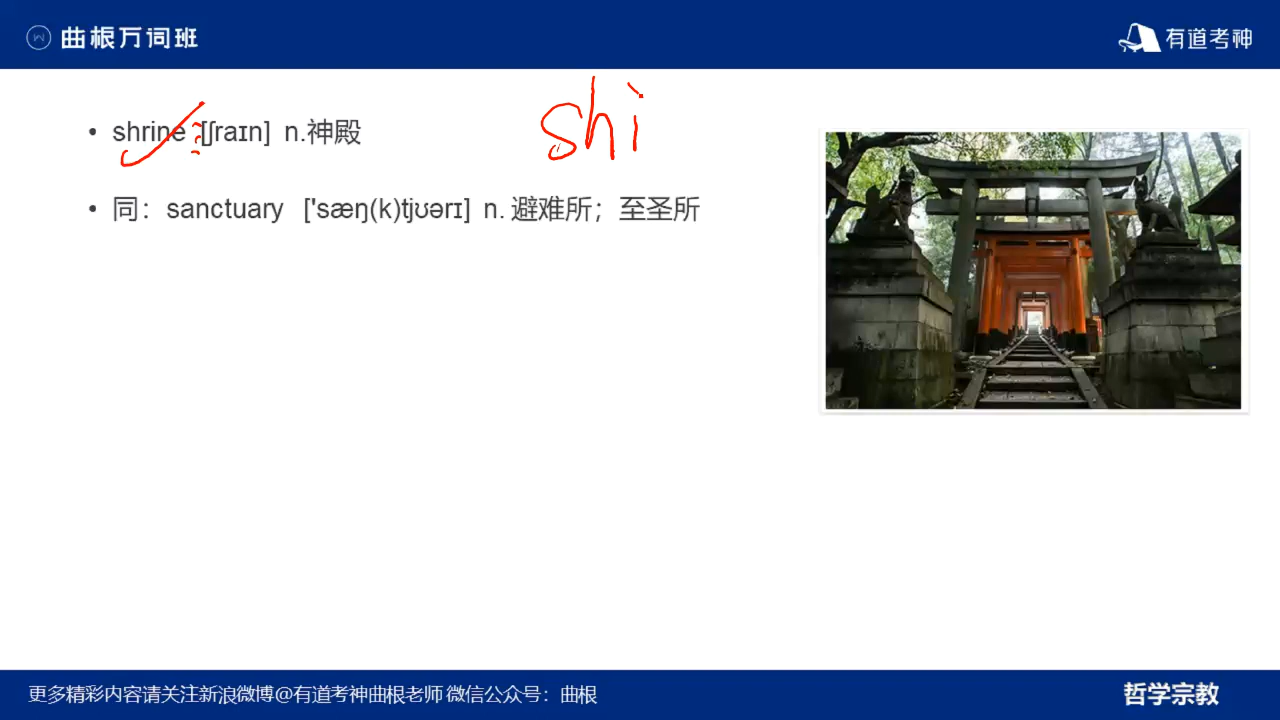 曲根万词班
有道考神
shi
• shrine [ʃraɪn] n.神殿
• 同：sanctuary ['sæŋ(k)tjʊərɪ] n. 避难所；至圣所
更多精彩内容请关注新浪微博@有道考神曲根老师 微信公众号：曲根
哲学宗教